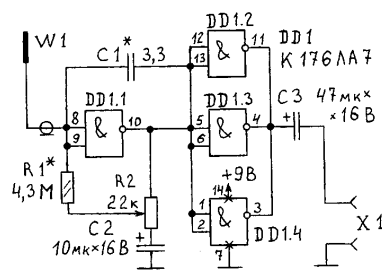 W1
C1*
3,3
DD1.2
12
13
&
11
DD1
К176ЛА7
DD1.1
8
9
&
10
DD1.3
5
6
&
4
C3
47мк×
×16В
+
R1*
4,3М
R2
22к
C2
+
10мк×16В
+9В
14
1
2
&
3
7
DD1.4
X1